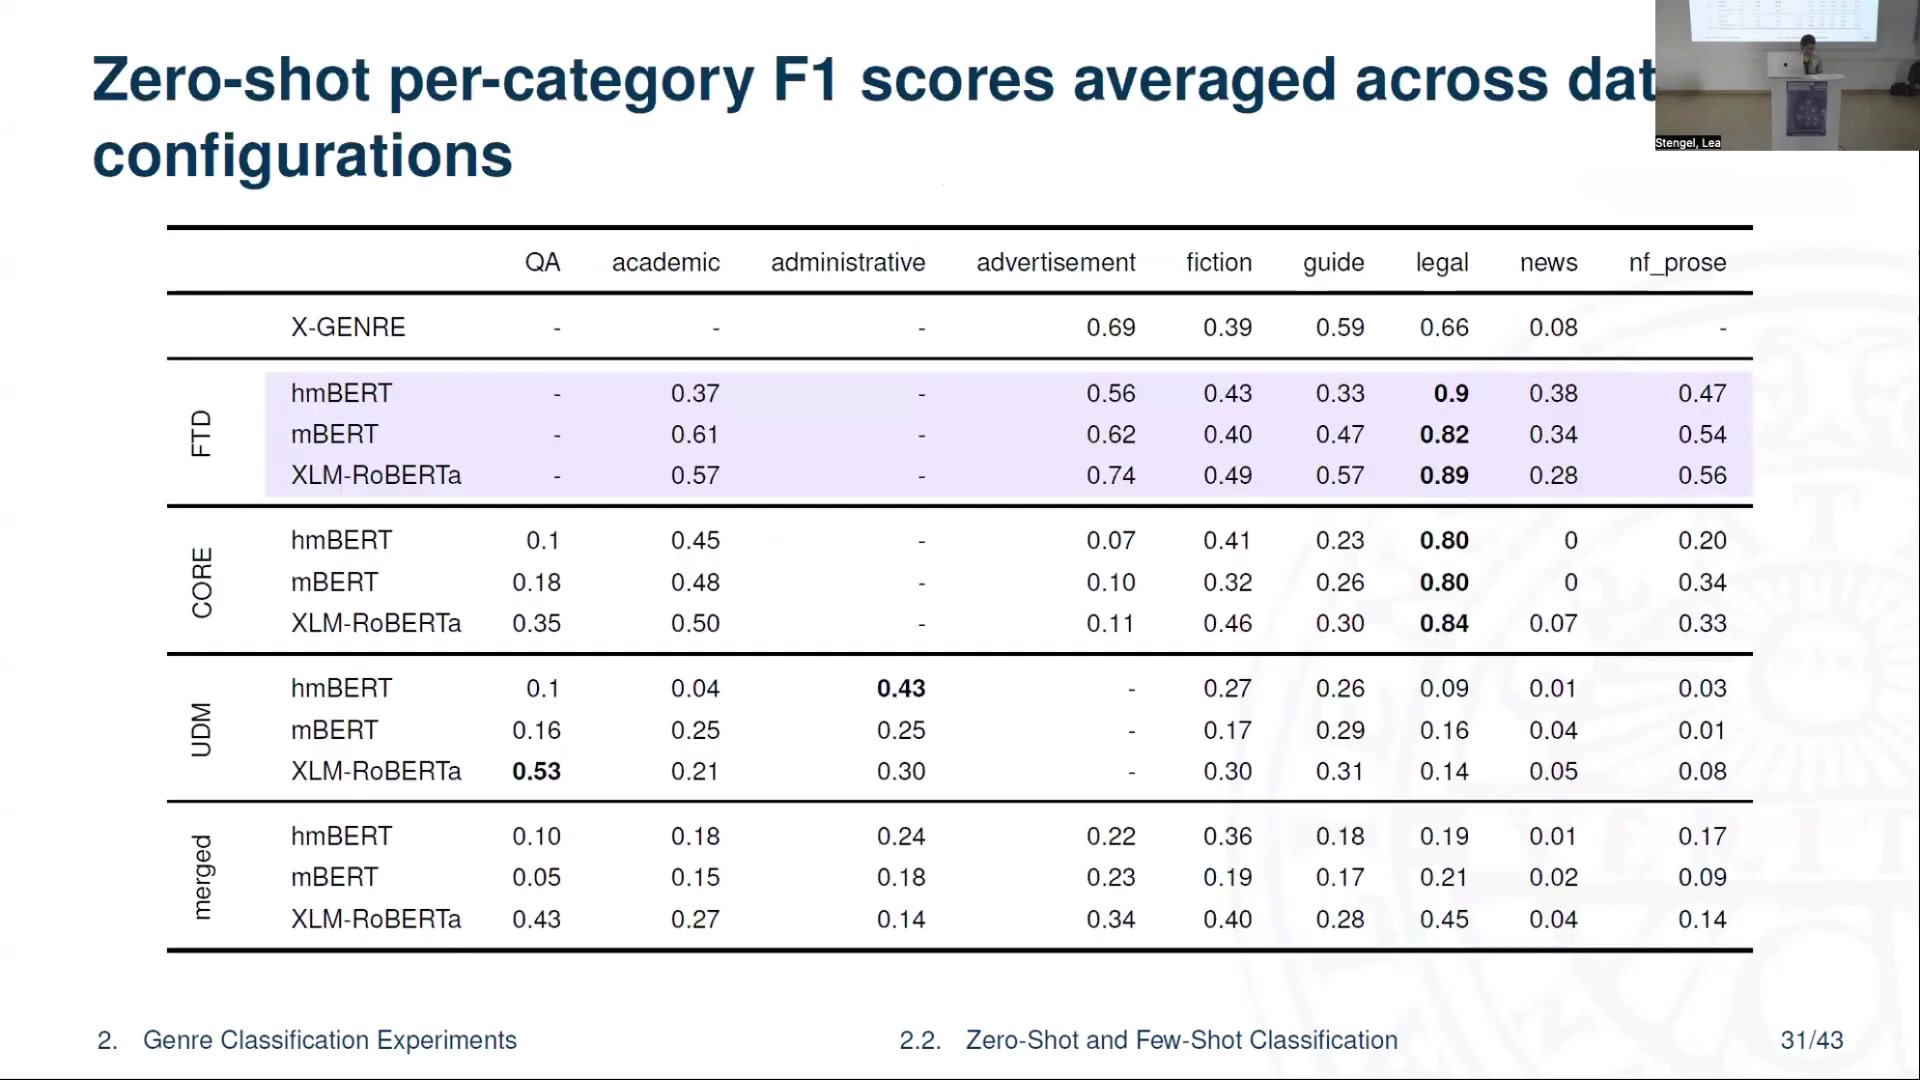 Zero-shot per-category F1 scores averaged across dat
configurations
Stengel, Lea
QA academic administrative advertisement fiction guide legal news nf_prose
X-GENRE - - - 0.69 0.39 0.59 0.66 0.08 -
FTD
hmBERT - 0.37 - 0.56 0.43 0.33 0.9 0.38 0.47
mBERT - 0.61 - 0.62 0.40 0.47 0.82 0.34 0.54
XLM-RoBERTa - 0.57 - 0.74 0.49 0.57 0.89 0.28 0.56
CORE
hmBERT 0.1 0.45 - 0.07 0.41 0.23 0.80 0 0.20
mBERT 0.18 0.48 - 0.10 0.32 0.26 0.80 0 0.34
XLM-RoBERTa 0.35 0.50 - 0.11 0.46 0.30 0.84 0.07 0.33
UDM
hmBERT 0.1 0.04 0.43 - 0.27 0.26 0.09 0.01 0.03
mBERT 0.16 0.25 0.25 - 0.17 0.29 0.16 0.04 0.01
XLM-RoBERTa 0.53 0.21 0.30 - 0.30 0.31 0.14 0.05 0.08
merged
hmBERT 0.10 0.18 0.24 0.22 0.36 0.18 0.19 0.01 0.17
mBERT 0.05 0.15 0.18 0.23 0.19 0.17 0.21 0.02 0.09
XLM-RoBERTa 0.43 0.27 0.14 0.34 0.40 0.28 0.45 0.04 0.14
2. Genre Classification Experiments 2.2. Zero-Shot and Few-Shot Classification 31/43